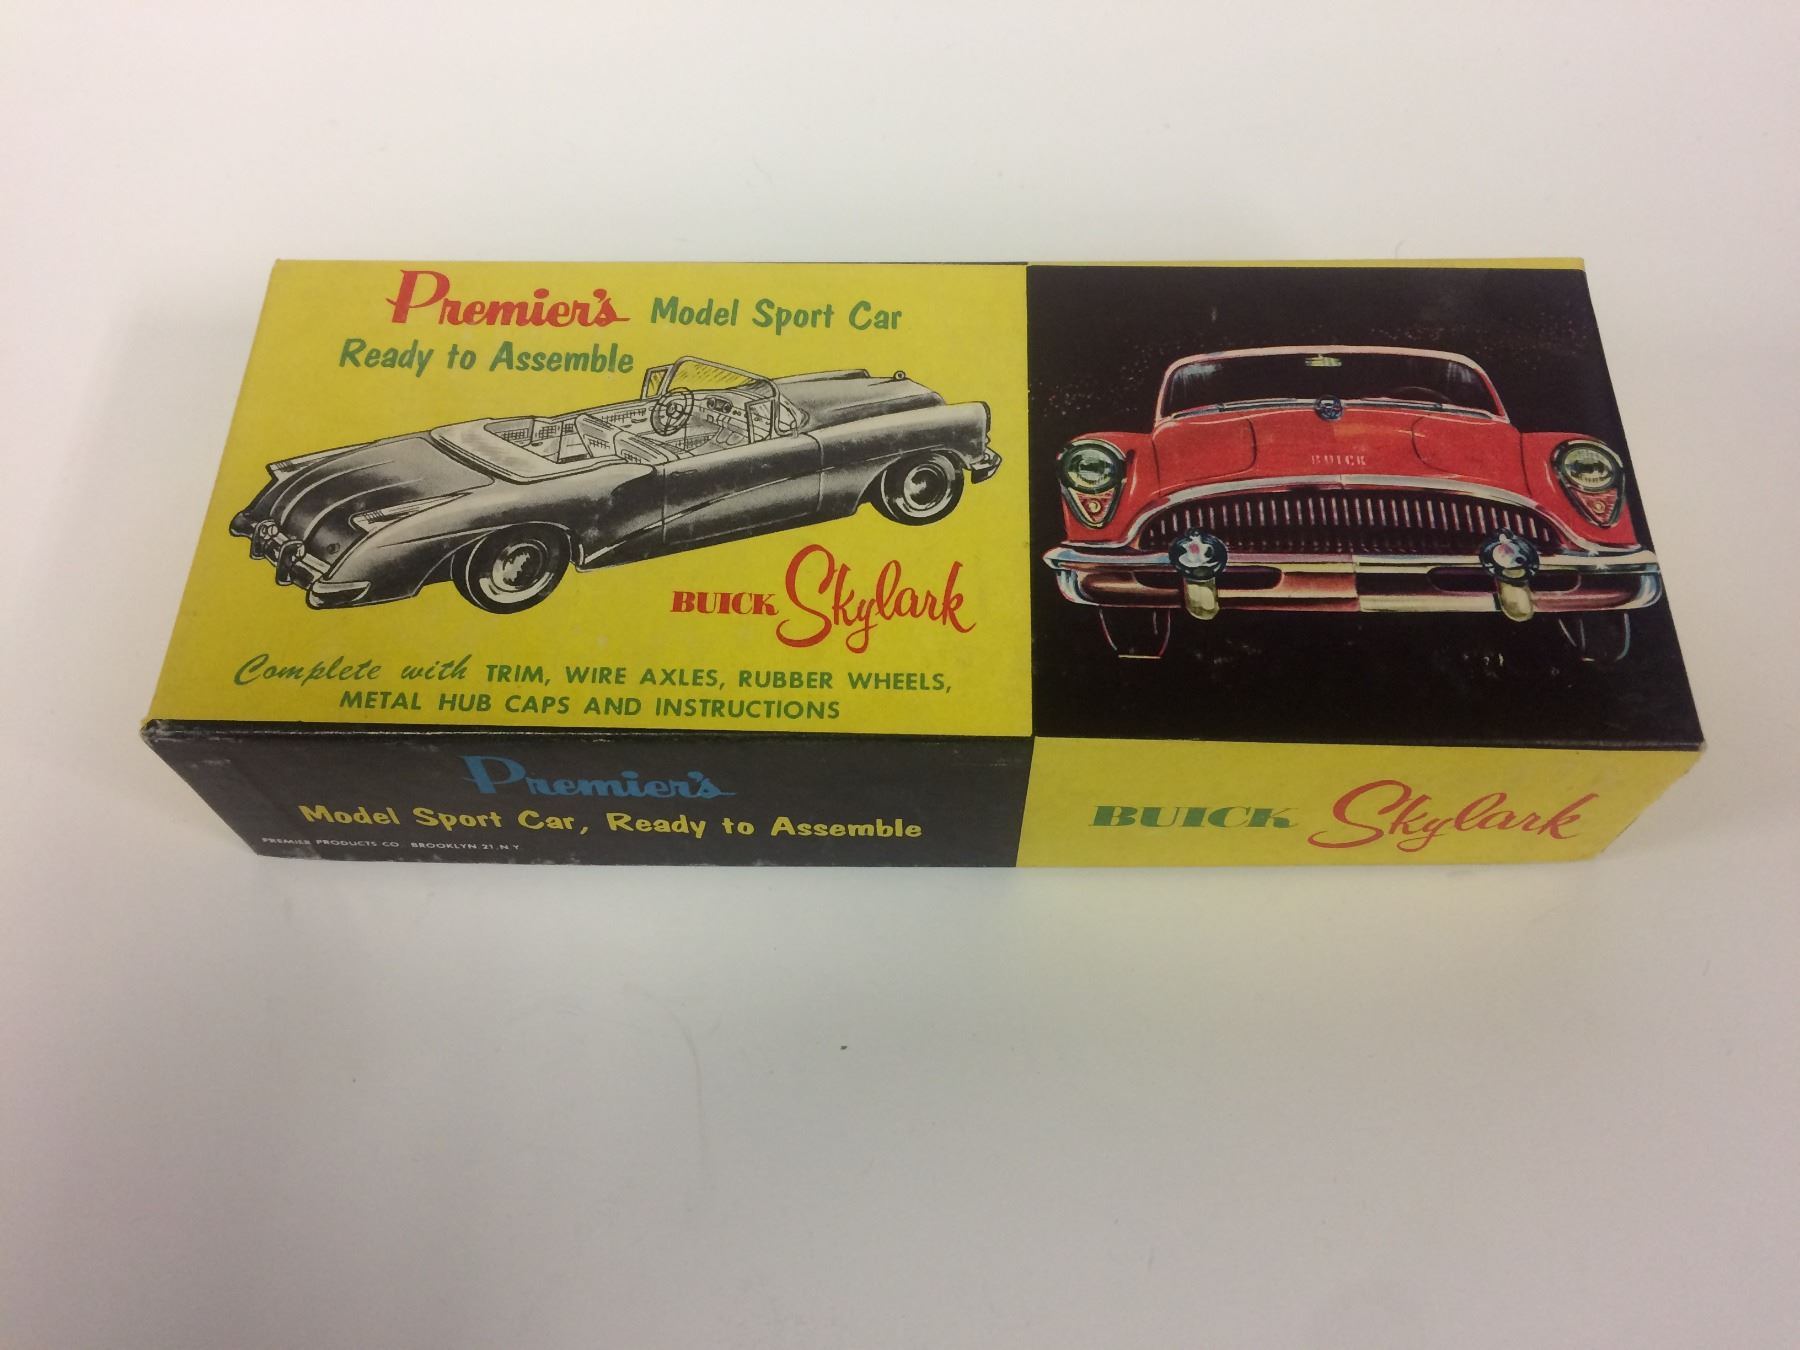 Premier's Model Sport Car
Ready to Assemble
BUICK Skylark
Complete with TRIM, WIRE AXLES, RUBBER WHEELS,
METAL HUB CAPS AND INSTRUCTIONS
BUICK
Premier's
Model Sport Car, Ready to Assemble
PREMIER PRODUCTS CO. BROOKLYN 21, N.Y.
BUICK Skylark